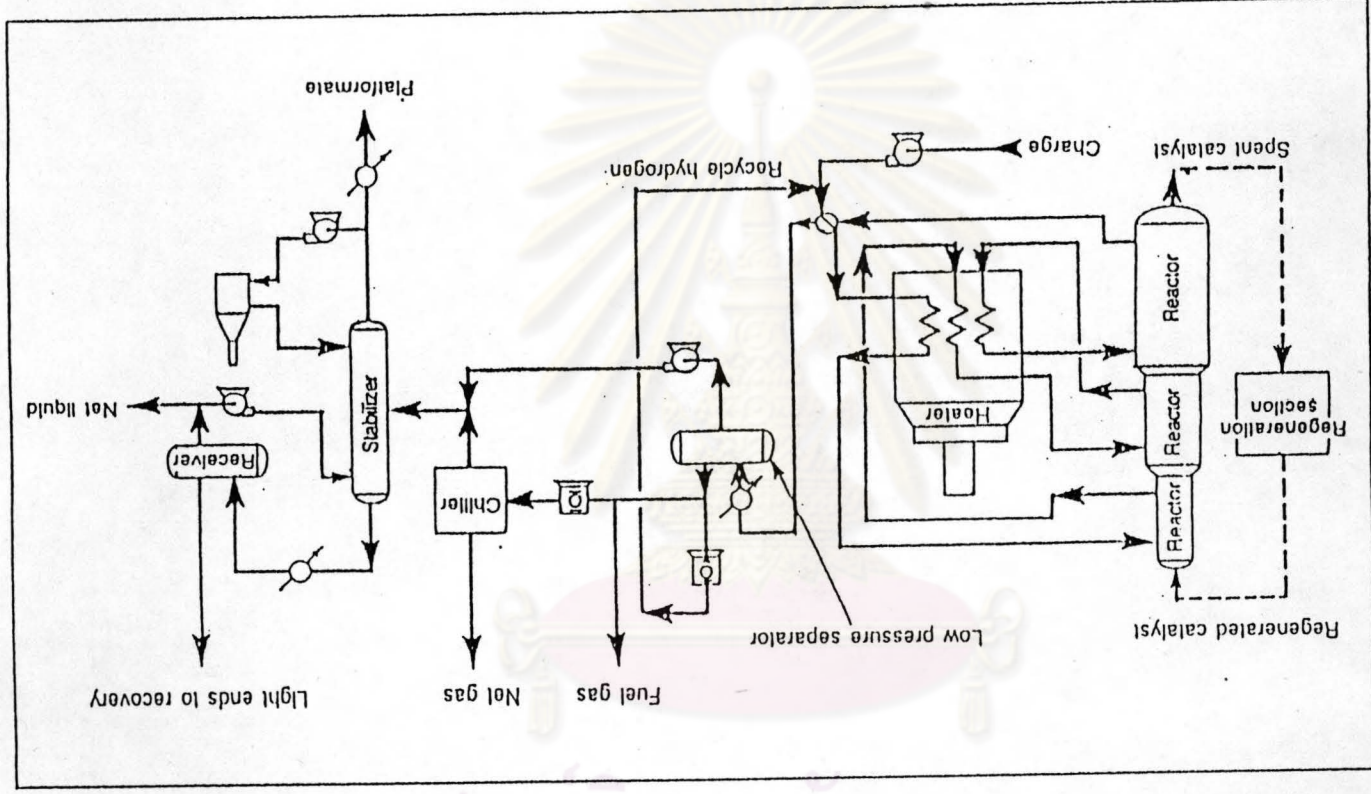 Fuel gas
Net gas
Light ends to recovery
Regenerated catalyst
Low pressure separator
Reactor
Reactor
Reactor
Regeneration
section
Heater
Chiller
Stabilizer
Receiver
Net liquid
Spent catalyst
Charge
Recycle hydrogen
Platformate